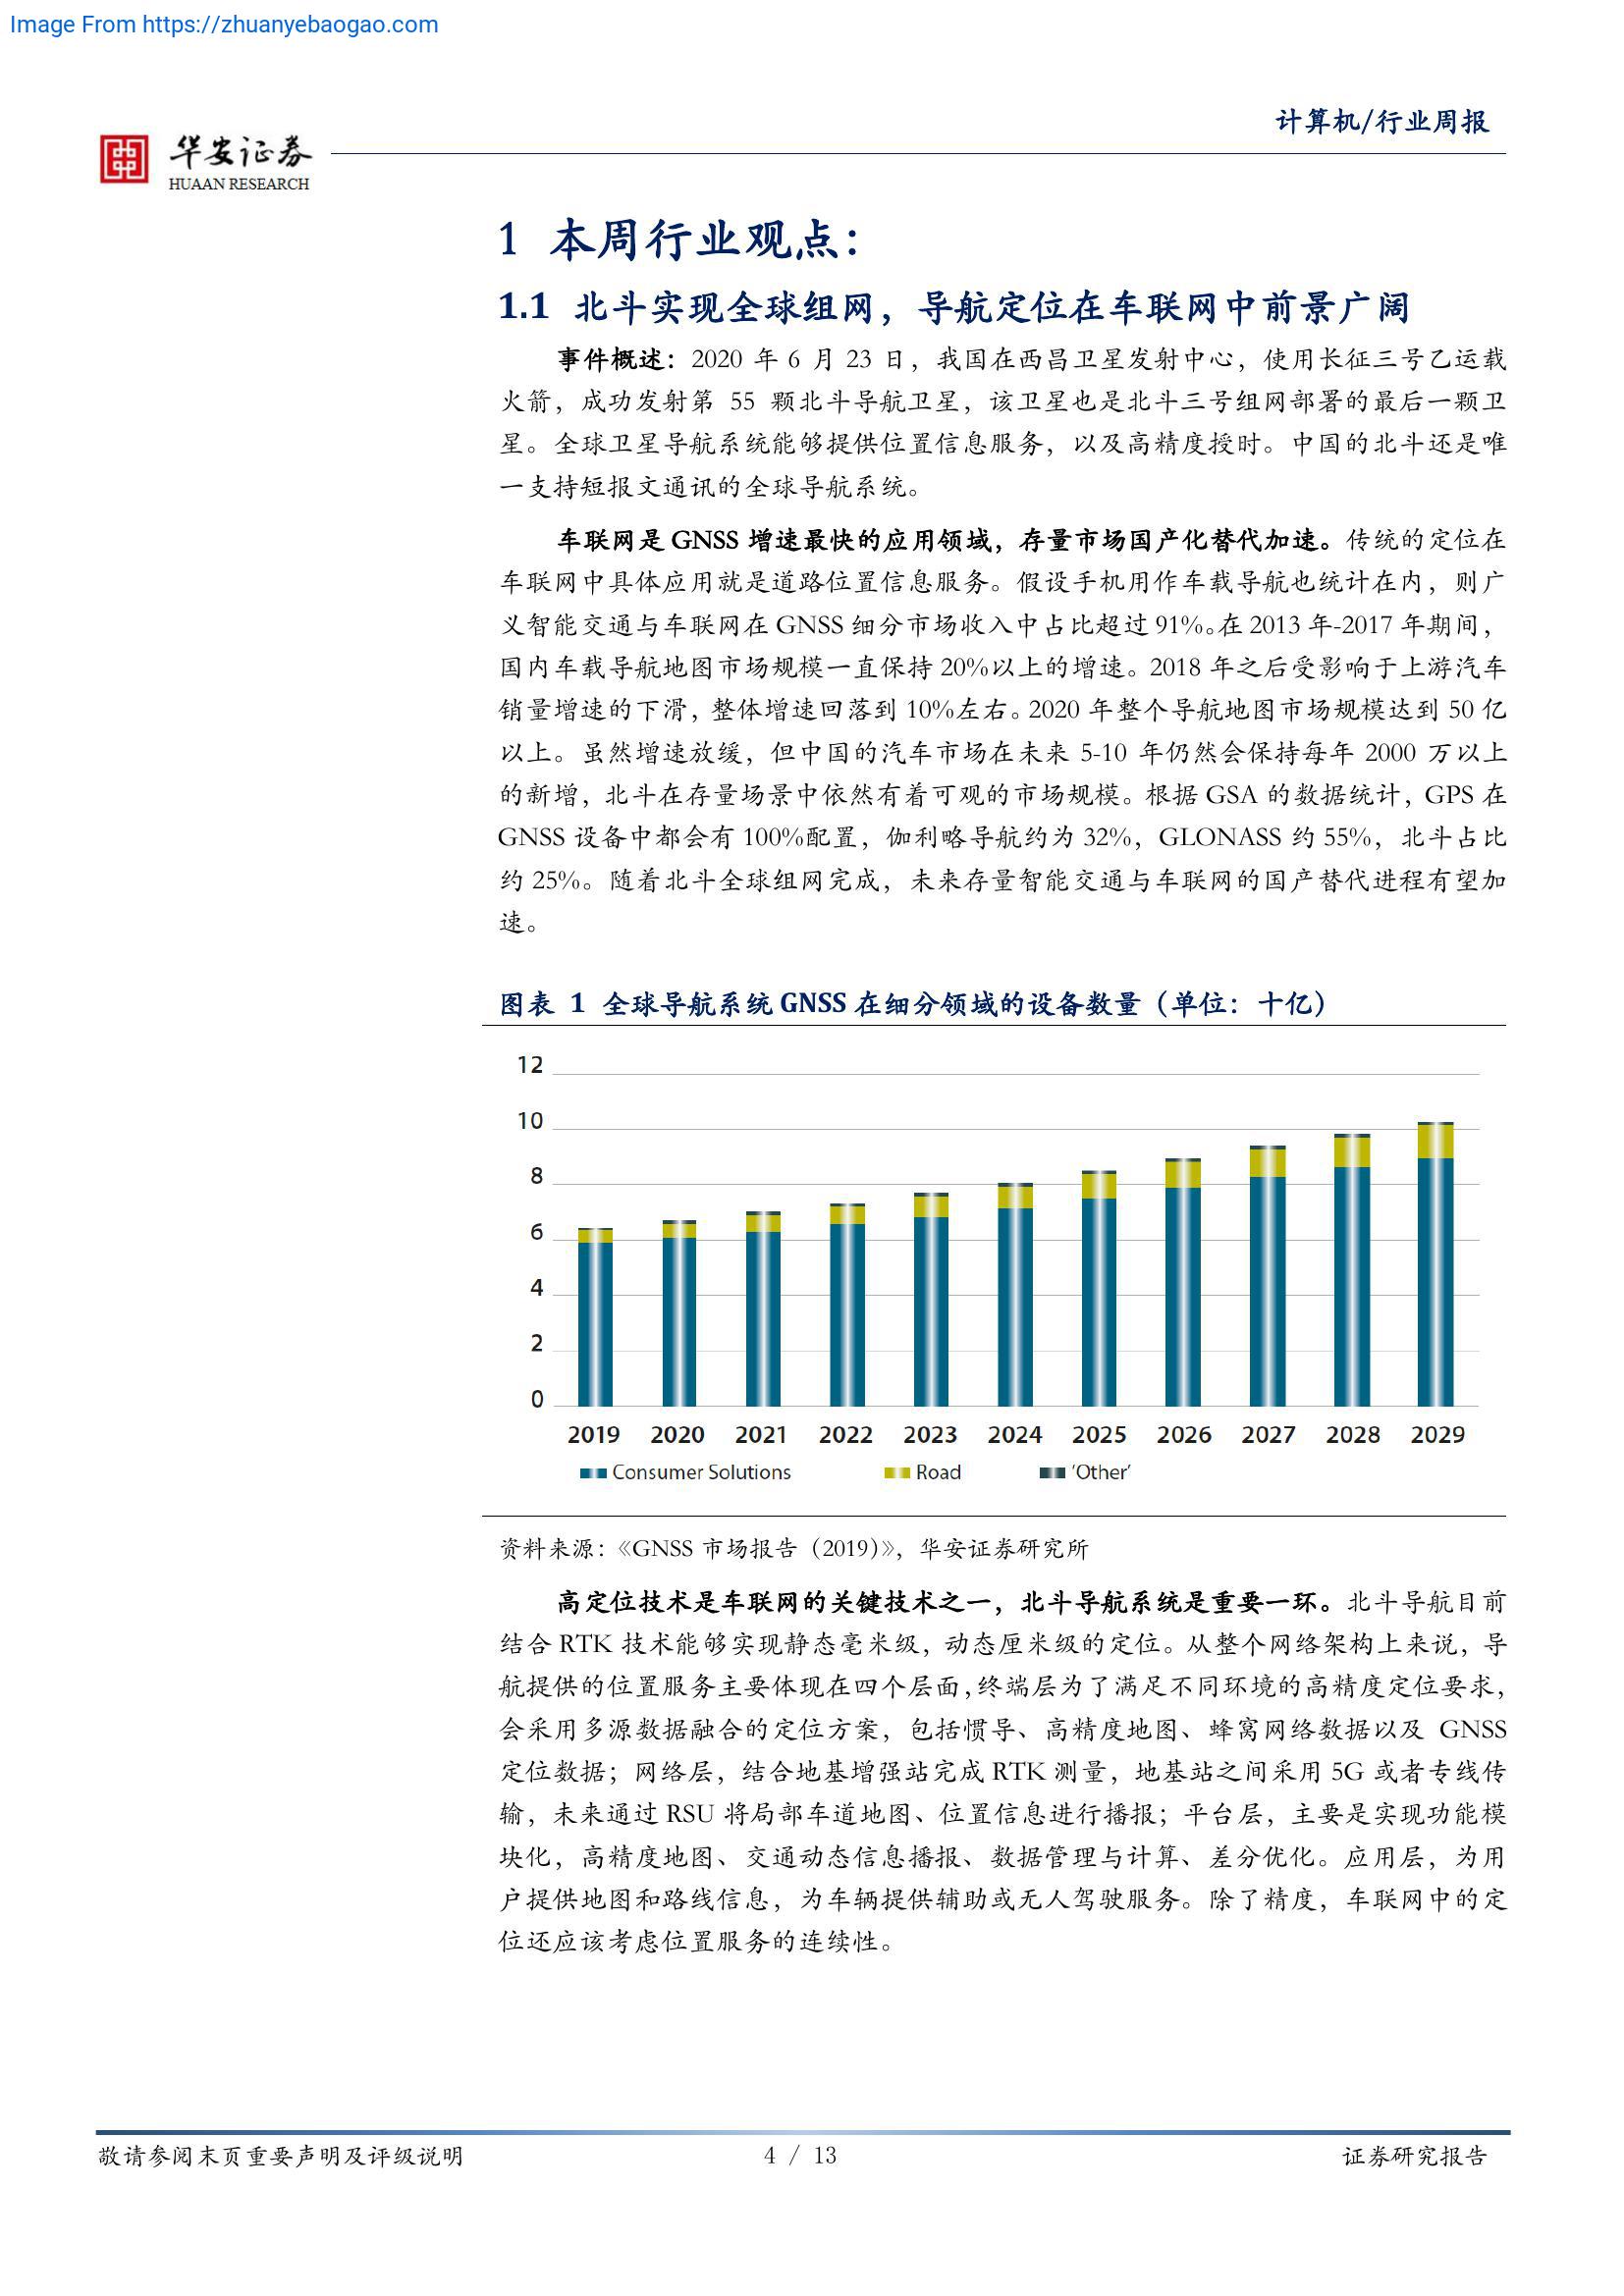 Image From https://zhuanyebaogao.com
计算机/行业周报
华安证券
HUAAN RESEARCH
1 本周行业观点：
1.1 北斗实现全球组网，导航定位在车联网中前景广阔
事件概述：2020 年 6 月 23 日，我国在西昌卫星发射中心，使用长征三号乙运载
火箭，成功发射第 55 颗北斗导航卫星，该卫星也是北斗三号组网部署的最后一颗卫
星。全球卫星导航系统能够提供位置信息服务，以及高精度授时。中国的北斗还是唯
一支持短报文通讯的全球导航系统。
车联网是 GNSS 增速最快的应用领域，存量市场国产化替代加速。传统的定位在
车联网中具体应用就是道路位置信息服务。假设手机用作车载导航也统计在内，则广
义智能交通与车联网在 GNSS 细分市场收入中占比超过 91%。在 2013 年-2017 年期间，
国内车载导航地图市场规模一直保持 20%以上的增速。2018 年之后受影响于上游汽车
销量增速的下滑，整体增速回落到 10%左右。2020 年整个导航地图市场规模达到 50 亿
以上。虽然增速放缓，但中国的汽车市场在未来 5-10 年仍然会保持每年 2000 万以上
的新增，北斗在存量场景中依然有着可观的市场规模。根据 GSA 的数据统计，GPS 在
GNSS 设备中都会有 100%配置，伽利略导航约为 32%，GLONASS 约 55%，北斗占比
约 25%。随着北斗全球组网完成，未来存量智能交通与车联网的国产替代进程有望加
速。
图表 1 全球导航系统 GNSS 在细分领域的设备数量（单位：十亿）
12
10
8
6
4
2
0
2019 2020 2021 2022 2023 2024 2025 2026 2027 2028 2029
Consumer Solutions Road 'Other'
资料来源：《GNSS 市场报告（2019）》，华安证券研究所
高定位技术是车联网的关键技术之一，北斗导航系统是重要一环。北斗导航目前
结合 RTK 技术能够实现静态毫米级，动态厘米级的定位。从整个网络架构上来说，导
航提供的位置服务主要体现在四个层面，终端层为了满足不同环境的高精度定位要求，
会采用多源数据融合的定位方案，包括惯导、高精度地图、蜂窝网络数据以及 GNSS
定位数据；网络层，结合地基增强站完成 RTK 测量，地基站之间采用 5G 或者专线传
输，未来通过 RSU 将局部车道地图、位置信息进行播报；平台层，主要是实现功能模
块化，高精度地图、交通动态信息播报、数据管理与计算、差分优化。应用层，为用
户提供地图和路线信息，为车辆提供辅助或无人驾驶服务。除了精度，车联网中的定
位还应该考虑位置服务的连续性。
敬请参阅末页重要声明及评级说明
4 / 13
证券研究报告